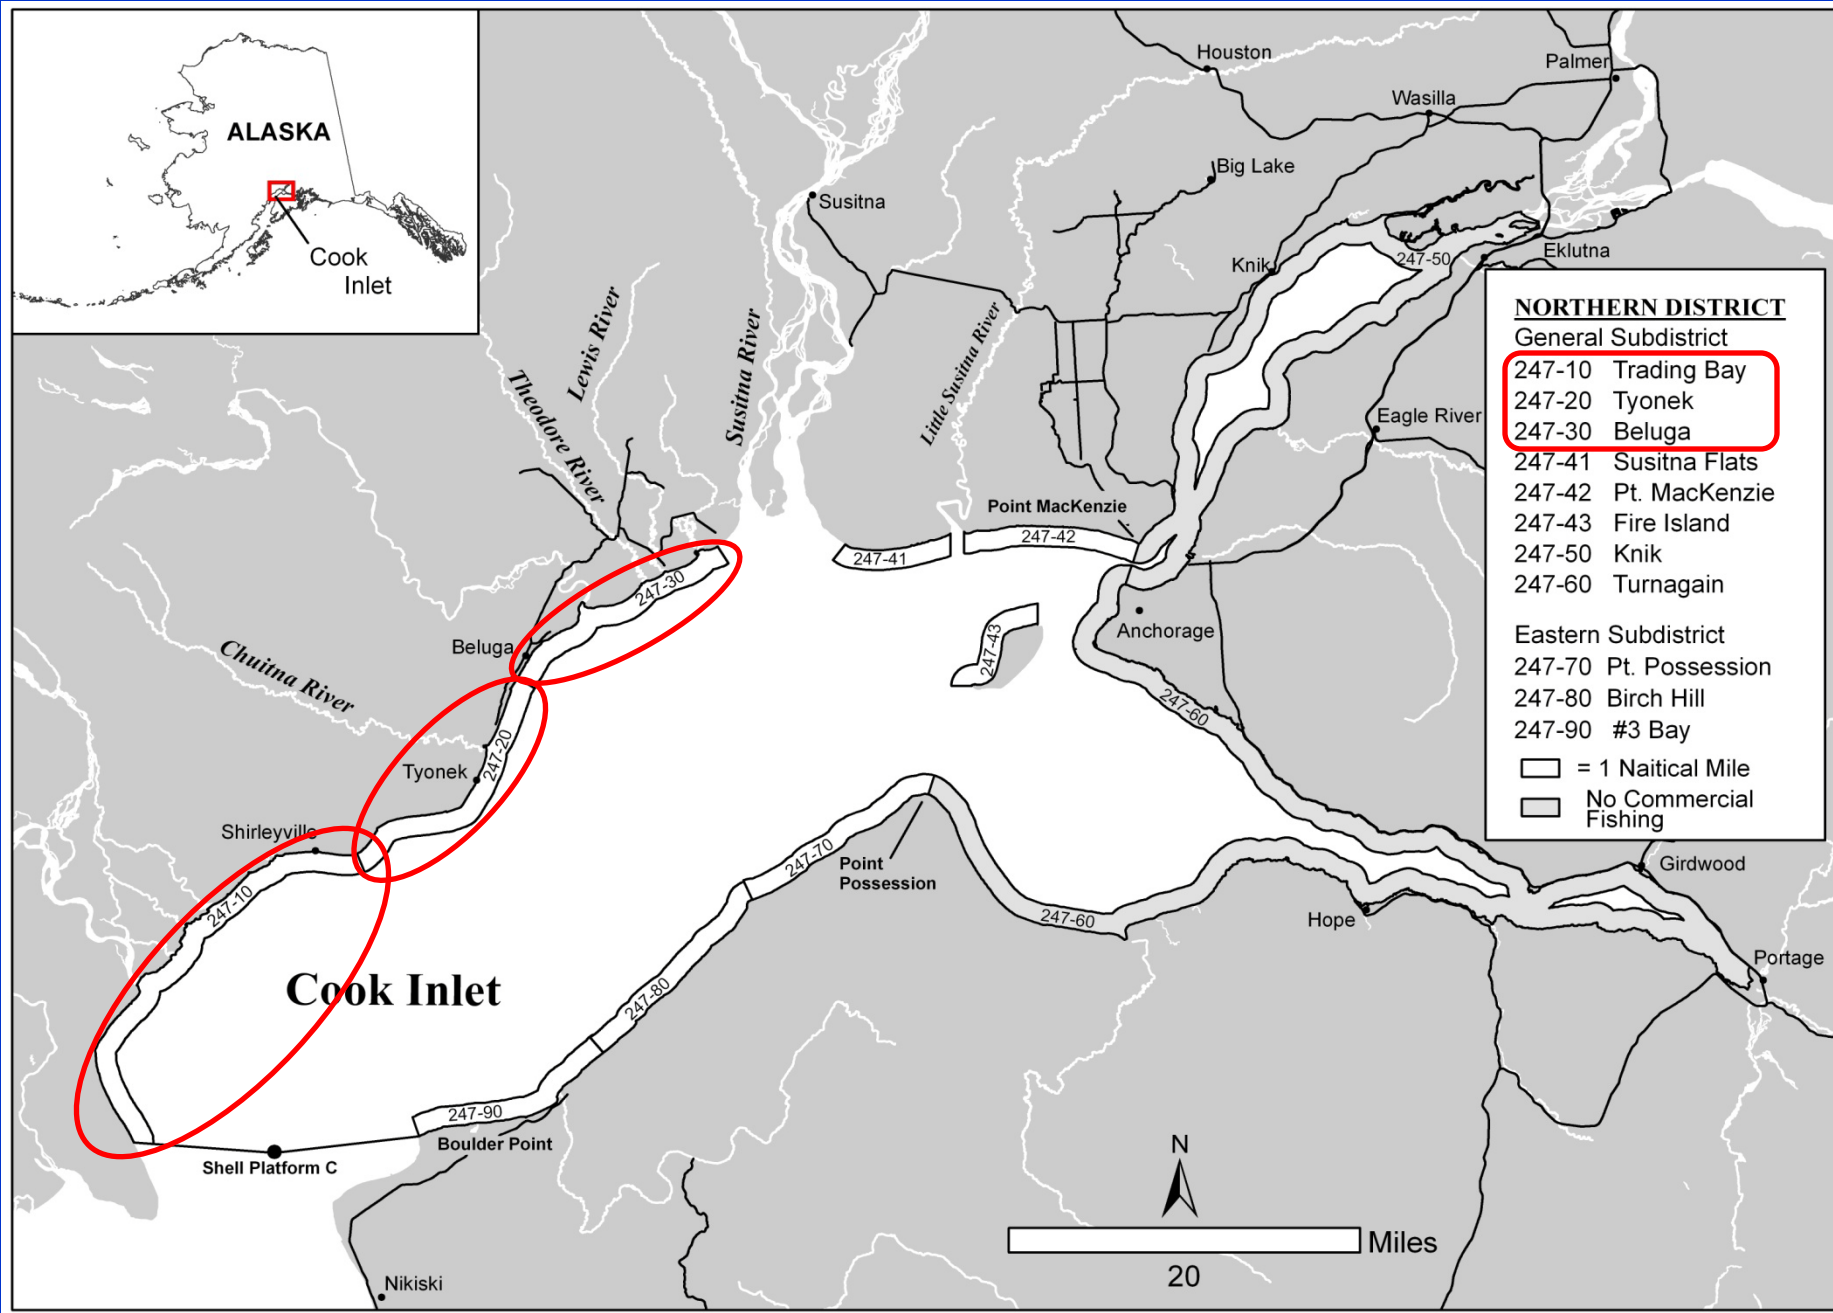 ALASKA
Cook
Inlet
Houston
Palmer
Wasilla
Big Lake
Susitna
Knik
247-50
Eklutna
Lewis River
Theodore River
Susitna River
Little Susitna River
Eagle River
Point MacKenzie
247-41
247-42
247-30
247-43
Anchorage
Beluga
Chuitna River
247-20
Tyonek
247-60
Shirleyville
247-10
247-70
Point
Possession
247-60
Hope
Girdwood
Portage
Cook Inlet
247-80
247-90
Boulder Point
Shell Platform C
Nikiski
N
Miles
20
NORTHERN DISTRICT
General Subdistrict
247-10 Trading Bay
247-20 Tyonek
247-30 Beluga
247-41 Susitna Flats
247-42 Pt. MacKenzie
247-43 Fire Island
247-50 Knik
247-60 Turnagain
Eastern Subdistrict
247-70 Pt. Possession
247-80 Birch Hill
247-90 #3 Bay
= 1 Naitical Mile
No Commercial
Fishing